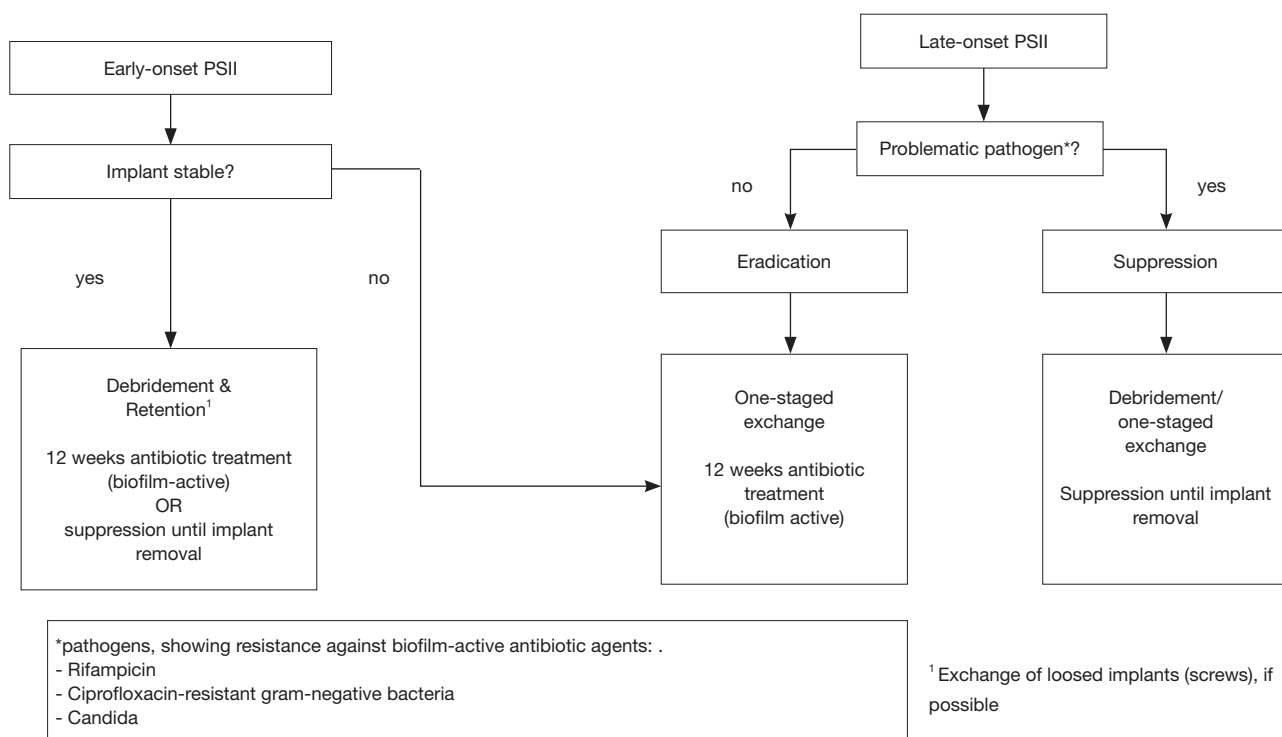 Early-onset PSII
Implant stable?
yes
no
Debridement &
Retention1
12 weeks antibiotic treatment
(biofilm-active)
OR
suppression until implant
removal
Late-onset PSII
Problematic pathogen*?
no
yes
Eradication
Suppression
One-staged
exchange
12 weeks antibiotic
treatment
(biofilm active)
Debridement/
one-staged
exchange
Suppression until implant
removal
*pathogens, showing resistance against biofilm-active antibiotic agents: .
- Rifampicin
- Ciprofloxacin-resistant gram-negative bacteria
- Candida
1 Exchange of loosed implants (screws), if
possible